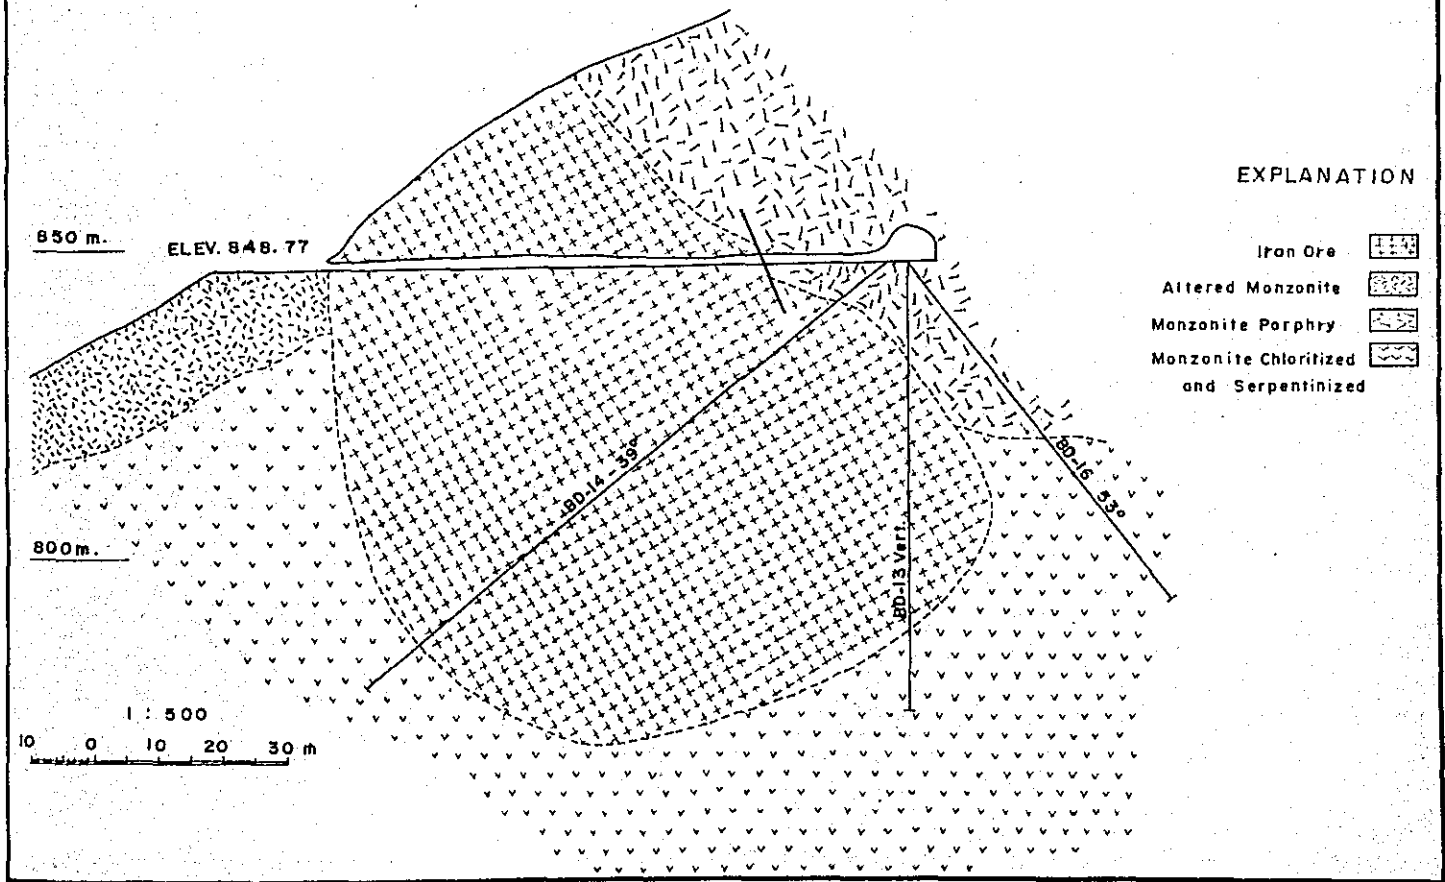 EXPLANATION
850 m.
ELEV. 848.77
Iron Ore
Altered Monzonite
Monzonite Porphry
Monzonite Chloritized
and Serpentinized
BD-14 - 39°
BD-16 53°
BD-13 Vert.
800m.
1 : 500
10 0 10 20 30 m